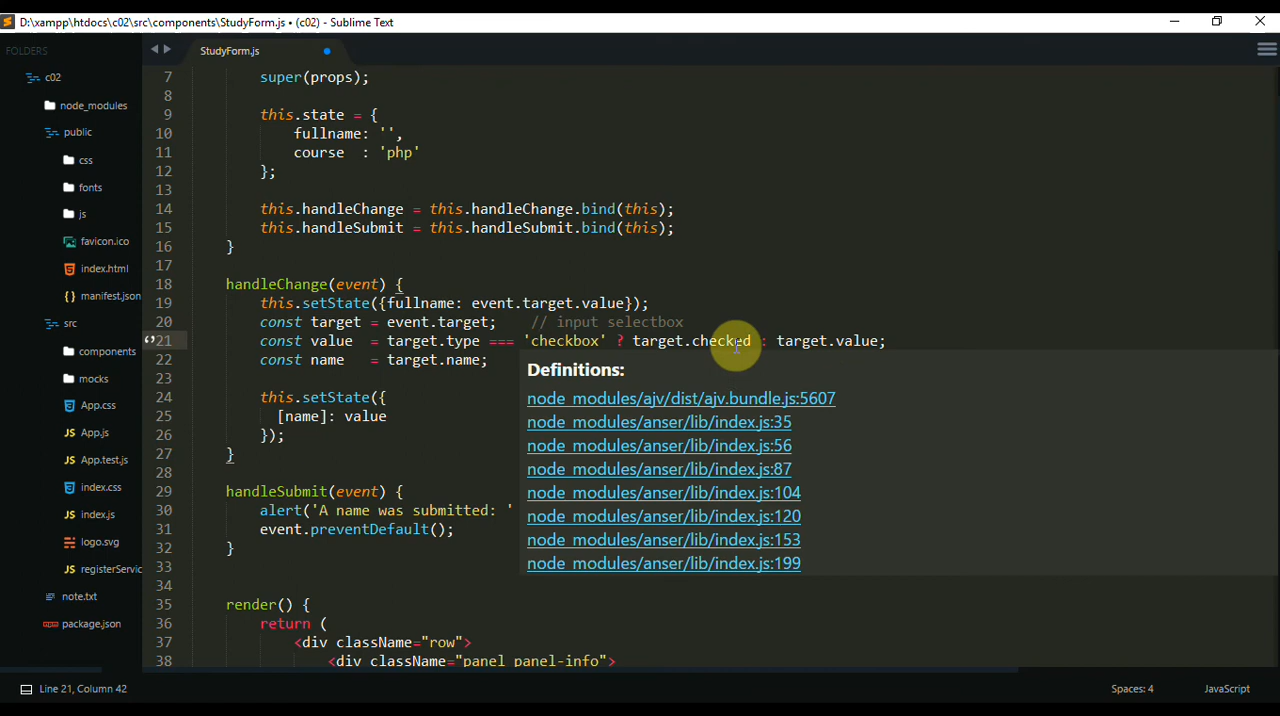 D:\xampp\htdocs\c02\src\components\StudyForm.js • (c02) - Sublime Text
FOLDERS
c02
node_modules
public
css
fonts
js
favicon.ico
index.html
manifest.json
src
components
mocks
App.css
App.js
App.test.js
index.css
index.js
logo.svg
registerServic
note.txt
package.json
StudyForm.js
7 super(props);
8
9 this.state = {
10 fullname: '',
11 course : 'php'
12 };
13
14 this.handleChange = this.handleChange.bind(this);
15 this.handleSubmit = this.handleSubmit.bind(this);
16 }
17
18 handleChange(event) {
19 this.setState({fullname: event.target.value});
20 const target = event.target; // input selectbox
21 const value = target.type === 'checkbox' ? target.checked : target.value;
22 const name = target.name;
23
24 this.setState({
25 [name]: value
26 });
27 }
28
29 handleSubmit(event) {
30 alert('A name was submitted: '
31 event.preventDefault();
32 }
33
34
35 render() {
36 return (
37 <div className="row">
38 <div className="panel panel-info">
Definitions:
node_modules/ajv/dist/ajv.bundle.js:5607
node_modules/anser/lib/index.js:35
node_modules/anser/lib/index.js:56
node_modules/anser/lib/index.js:87
node_modules/anser/lib/index.js:104
node_modules/anser/lib/index.js:120
node_modules/anser/lib/index.js:153
node_modules/anser/lib/index.js:199
Line 21, Column 42
Spaces: 4
JavaScript